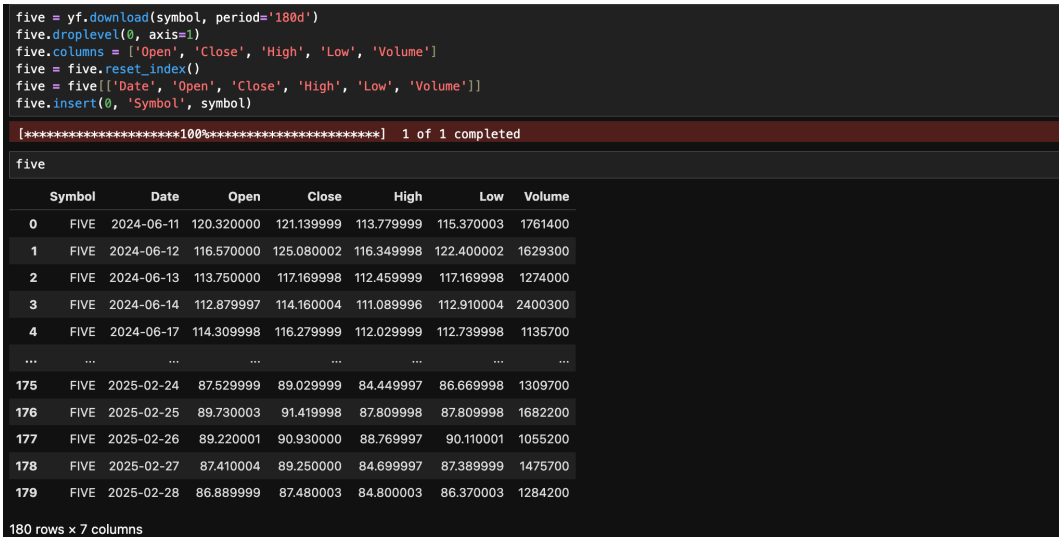 five = yf.download(symbol, period='180d')
five.droplevel(0, axis=1)
five.columns = ['Open', 'Close', 'High', 'Low', 'Volume']
five = five.reset_index()
five = five[['Date', 'Open', 'Close', 'High', 'Low', 'Volume']]
five.insert(0, 'Symbol', symbol)
[*********************100%***********************]  1 of 1 completed
five
Symbol Date Open Close High Low Volume
0 FIVE 2024-06-11 120.320000 121.139999 113.779999 115.370003 1761400
1 FIVE 2024-06-12 116.570000 125.080002 116.349998 122.400002 1629300
2 FIVE 2024-06-13 113.750000 117.169998 112.459999 117.169998 1274000
3 FIVE 2024-06-14 112.879997 114.160004 111.089996 112.910004 2400300
4 FIVE 2024-06-17 114.309998 116.279999 112.029999 112.739998 1135700
... ... ... ... ... ... ... ...
175 FIVE 2025-02-24 87.529999 89.029999 84.449997 86.669998 1309700
176 FIVE 2025-02-25 89.730003 91.419998 87.809998 87.809998 1682200
177 FIVE 2025-02-26 89.220001 90.930000 88.769997 90.110001 1055200
178 FIVE 2025-02-27 87.410004 89.250000 84.699997 87.389999 1475700
179 FIVE 2025-02-28 86.889999 87.480003 84.800003 86.370003 1284200
180 rows × 7 columns